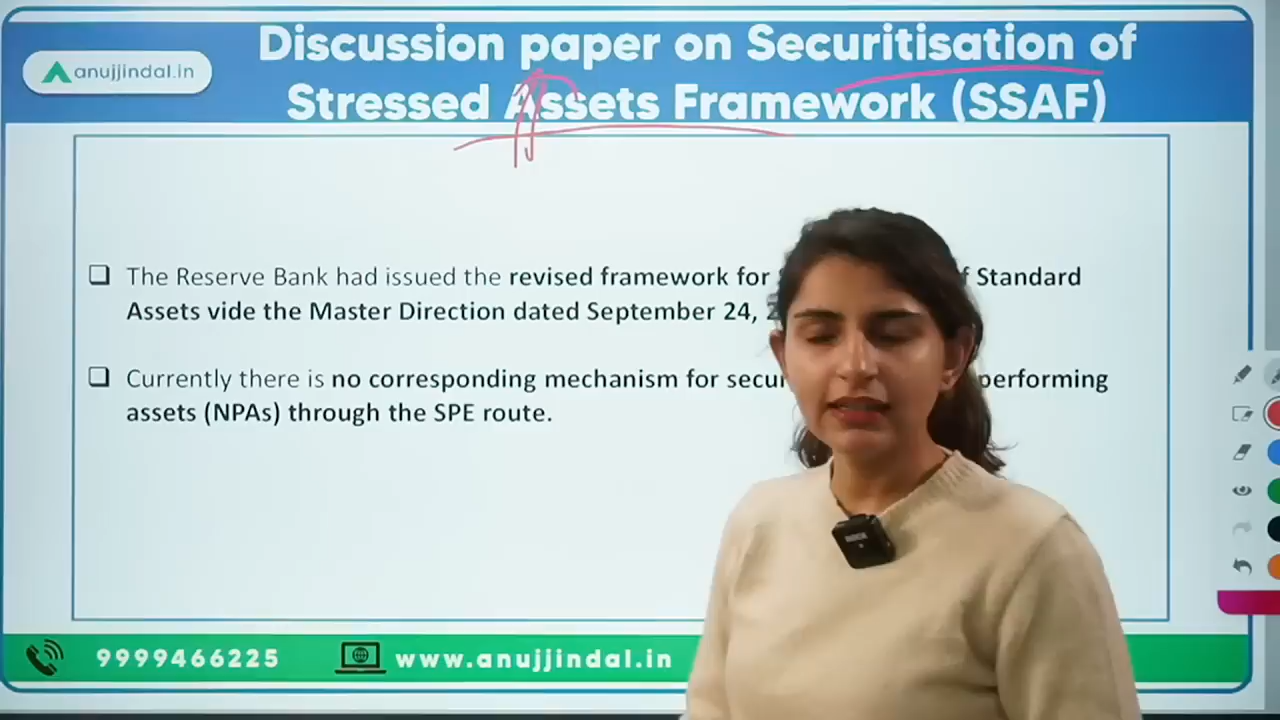 Discussion paper on Securitisation of
anujjindal.in
Stressed Assets Framework (SSAF)
The Reserve Bank had issued the revised framework for f Standard
Assets vide the Master Direction dated September 24,
Currently there is no corresponding mechanism for performing
assets (NPAs) through the SPE route.
9999466225
www.anujjindal.in